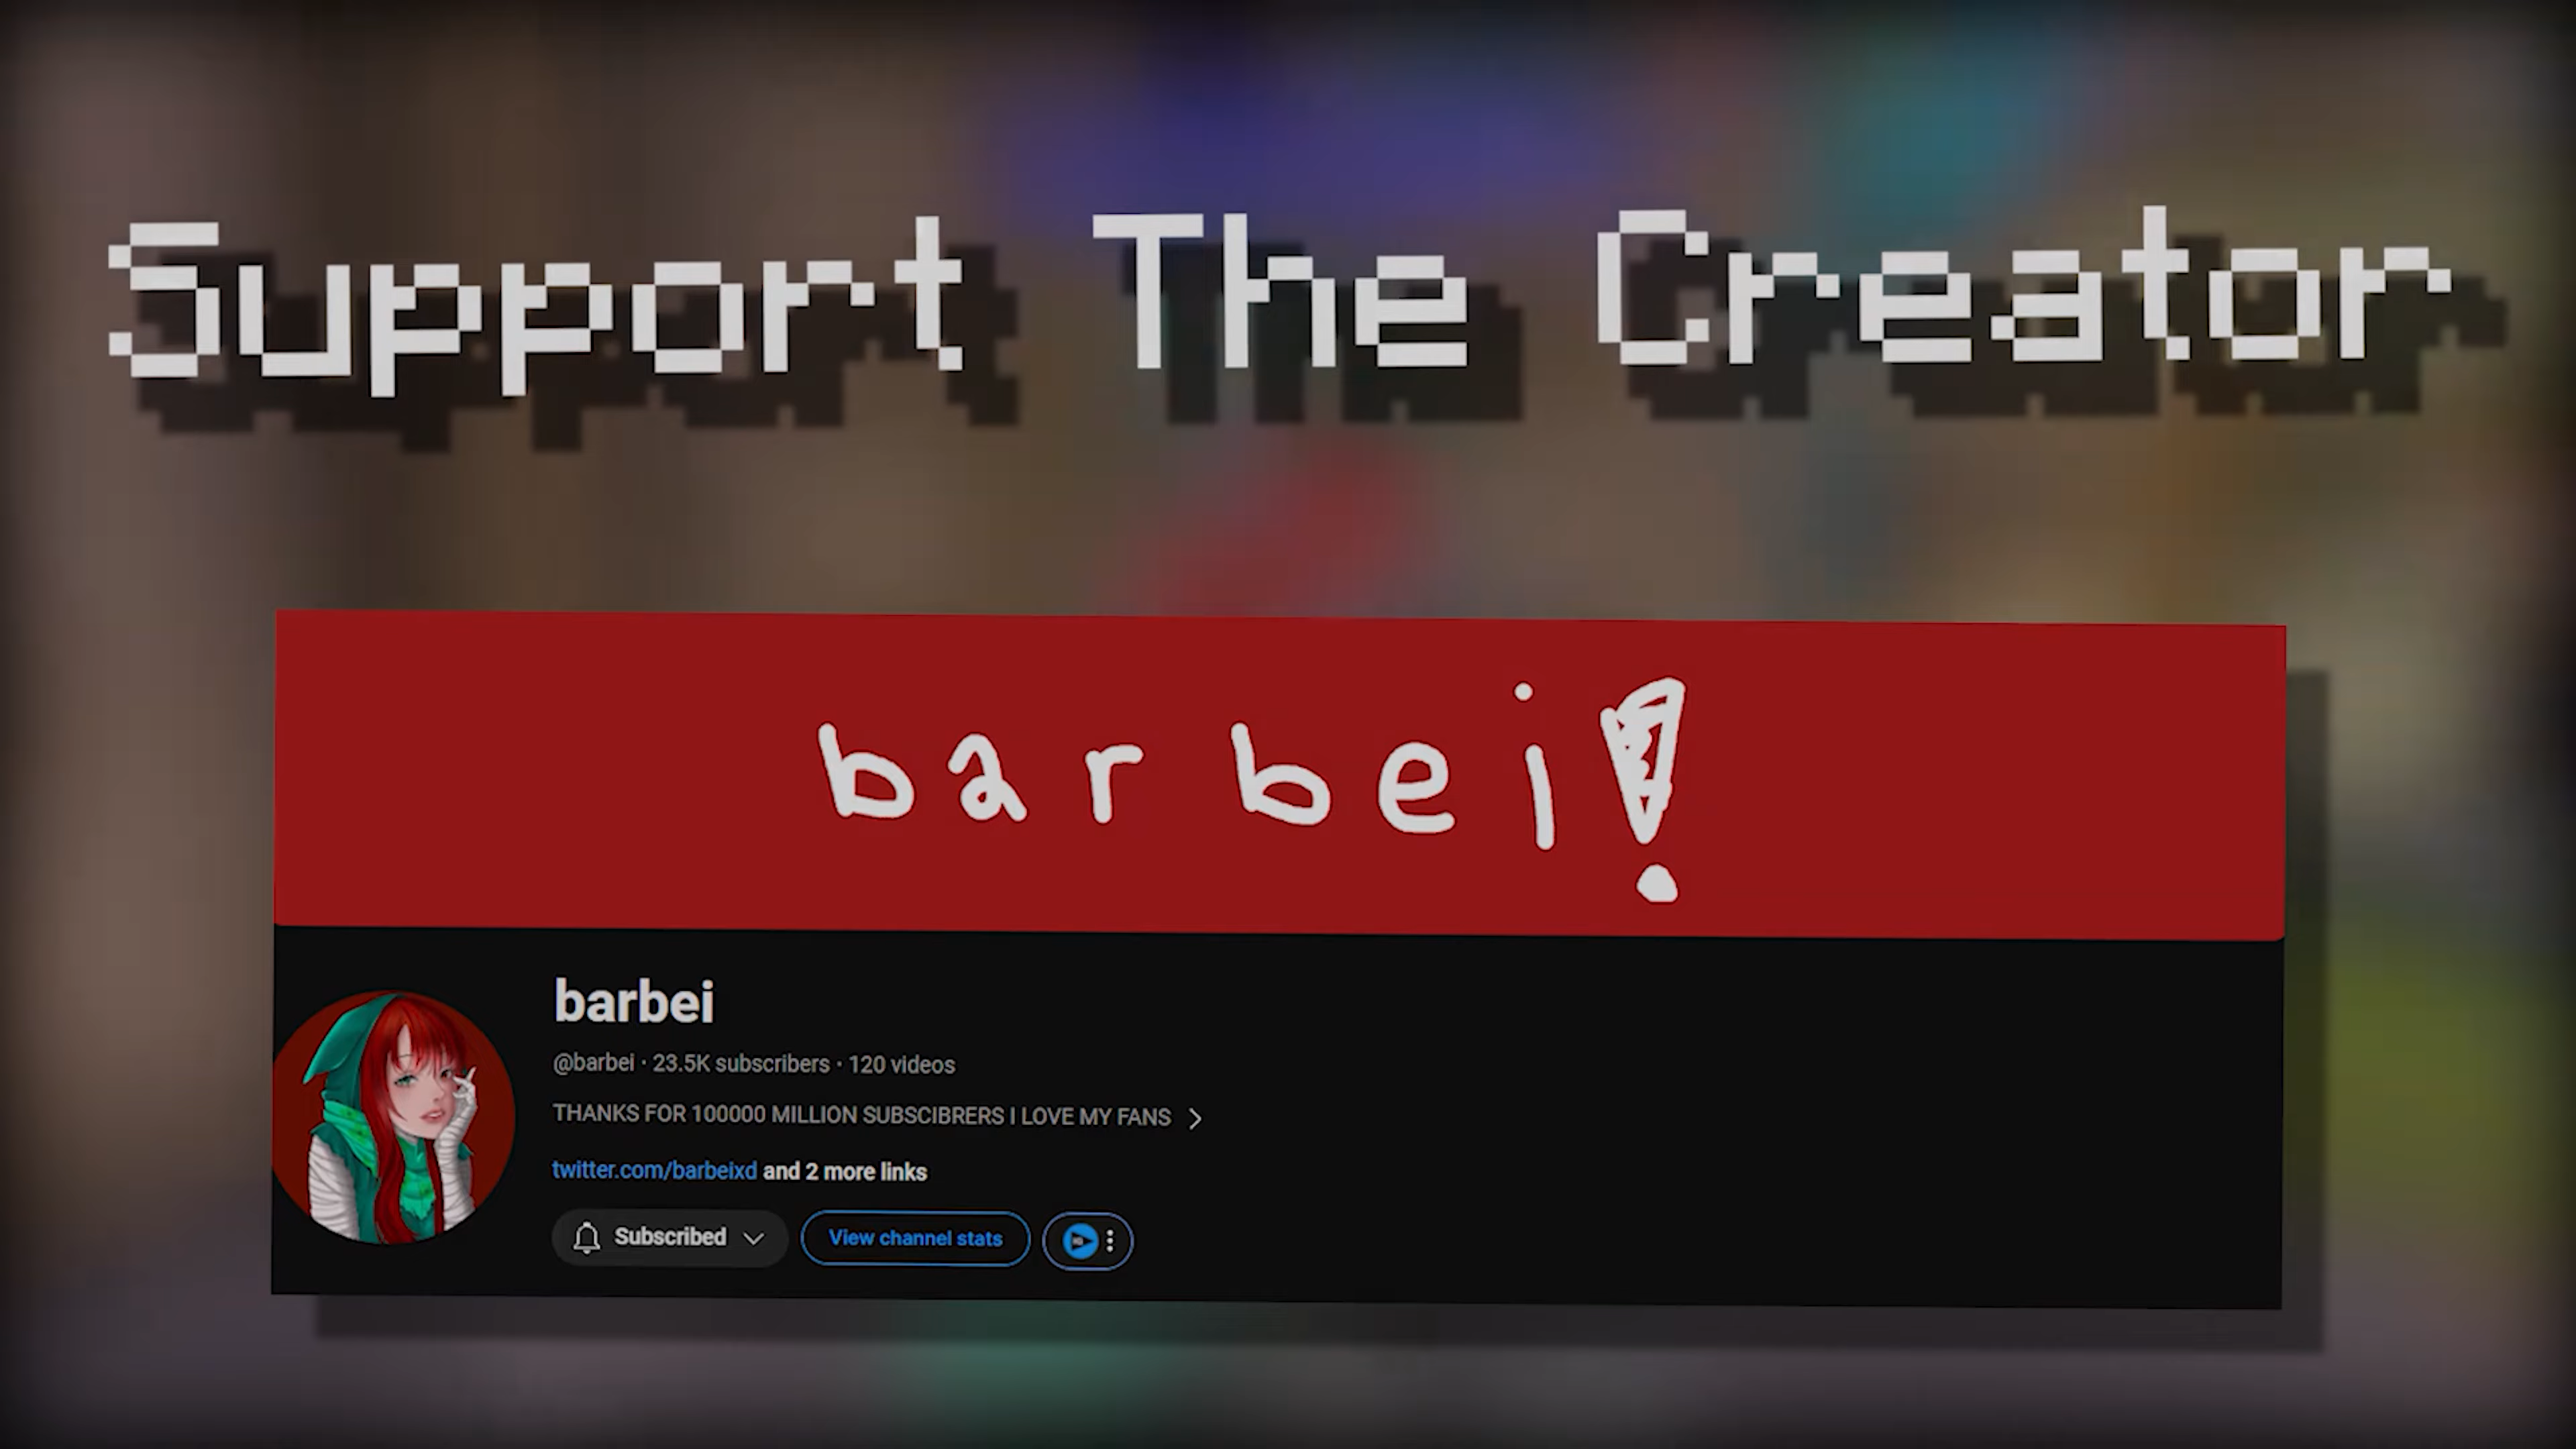 Support The Creator
barbei!
barbei
@barbei · 23.5K subscribers · 120 videos
THANKS FOR 100000 MILLION SUBSCIBRERS I LOVE MY FANS
twitter.com/barbeixd and 2 more links
Subscribed
View channel stats